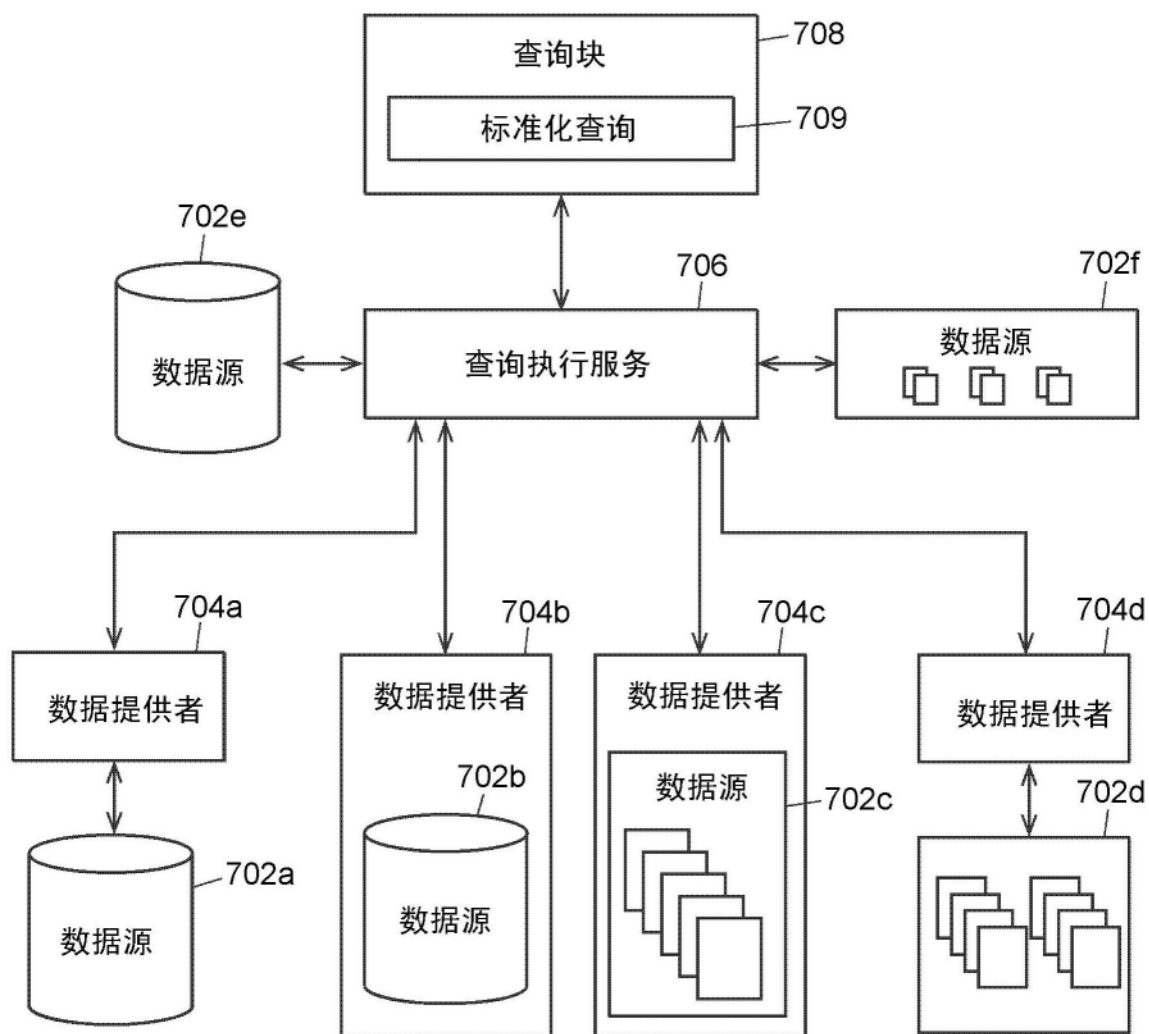 708
查询块
标准化查询
709
702e
706
702f
数据源
查询执行服务
数据源
704a
704b
704c
704d
数据提供者
数据提供者
数据提供者
数据提供者
702b
数据源
702c
702d
702a
数据源
数据源